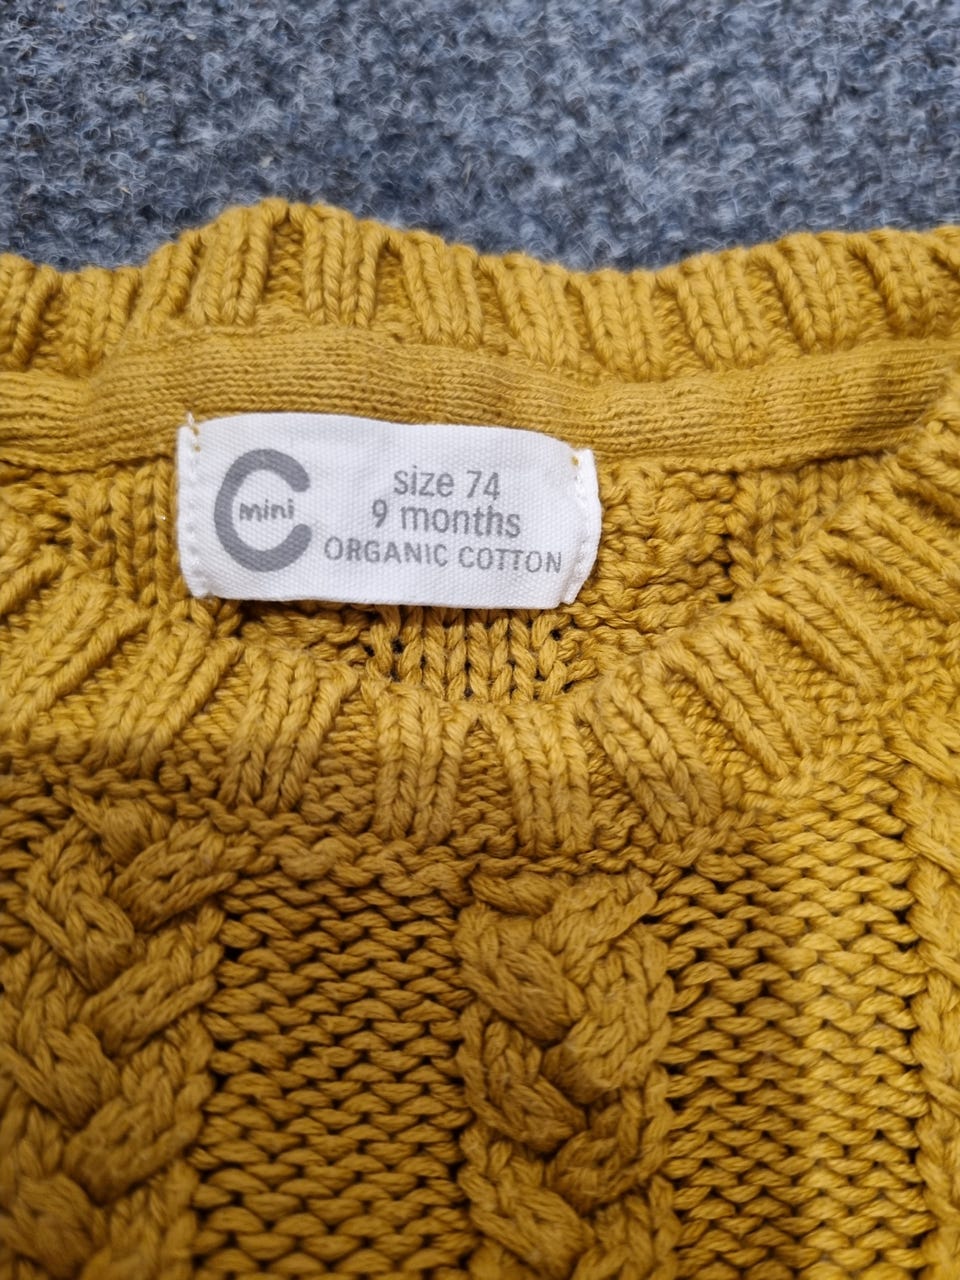 mini
size 74
9 months
ORGANIC COTTON